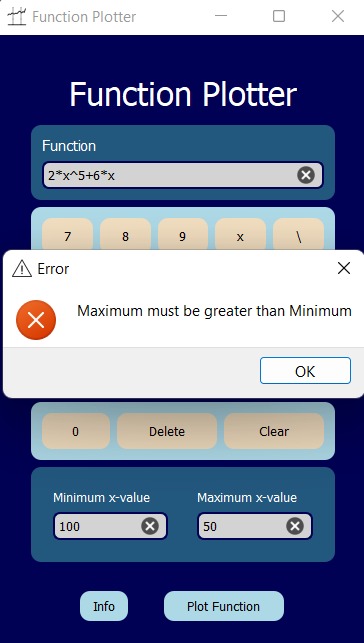 Function Plotter
Function Plotter
Function
2*x^5+6*x
7 8 9 x \
Error
Maximum must be greater than Minimum
OK
0 Delete Clear
Minimum x-value Maximum x-value
100 50
Info Plot Function